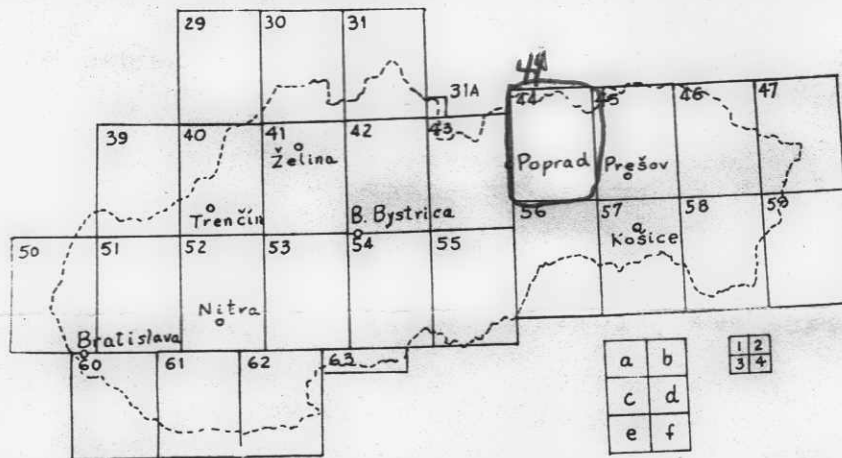 29 30 31
31A
44
44 45 46 47
39 40 41 42 43
Želina
Poprad
Prešov
Trenčín
B. Bystrica
56 57 58 59
50 51 52 53 54 55
Košice
Nitra
Bratislava
60 61 62 63
a b
c d
e f
1 2
3 4